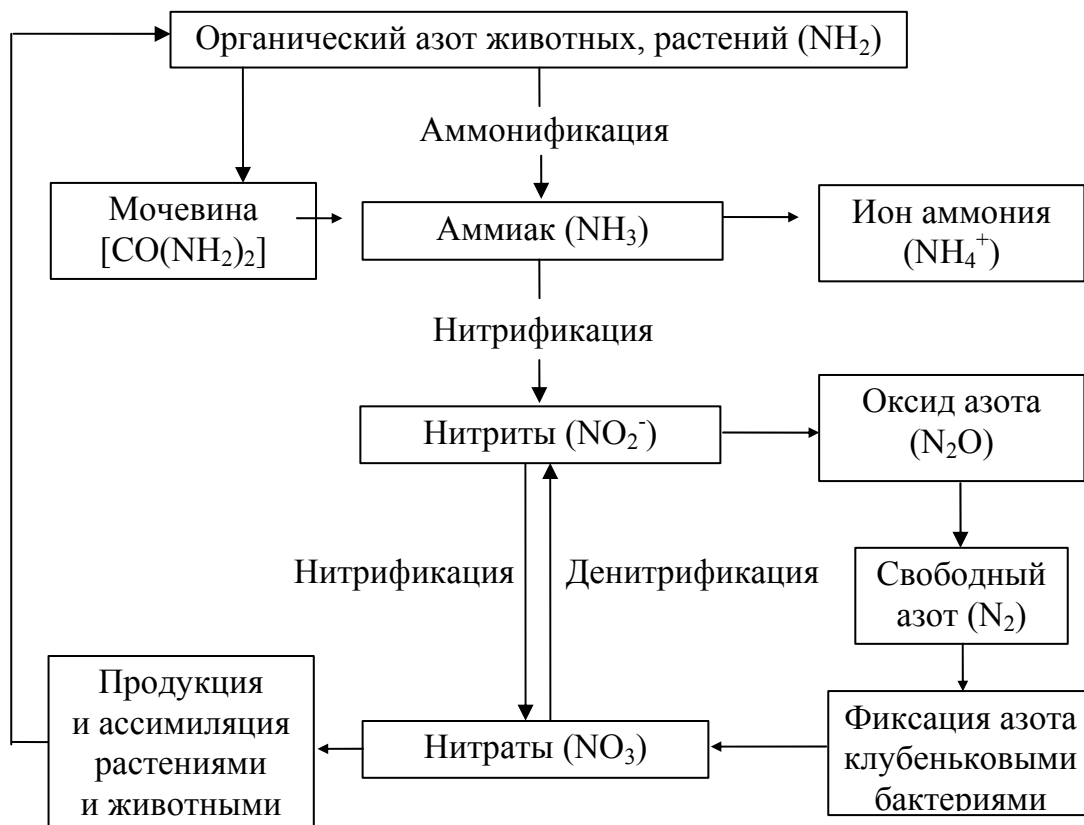 Органический азот животных, растений (NH₂)
Аммонификация
Мочевина
[CO(NH₂)₂]
Аммиак (NH₃)
Ион аммония
(NH₄⁺)
Нитрификация
Нитриты (NO₂⁻)
Оксид азота
(N₂O)
Нитрификация
Денитрификация
Свободный
азот (N₂)
Продукция
и ассимиляция
растениями
и животными
Нитраты (NO₃)
Фиксация азота
клубеньковыми
бактериями